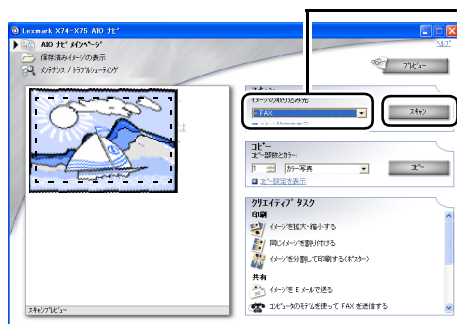 Lexmark X74-X75 AIO ナビ
AIO ナビ メインページ
ヘルプ
保存済みイメージの表示
メンテナンス / トラブルシューティング
プレビュー
イメージの取り込み先
FAX
スキャン
コピー
コピー部数とカラー:
1
カラー写真
コピー
コピー設定を表示
クリエイティブ タスク
印刷
イメージを拡大・縮小する
同じイメージを割り付ける
イメージを分割して印刷する(ポスター)
共有
イメージを E メールで送る
コンピュータのモデムを使って FAX を送信する
スキャンプレビュー